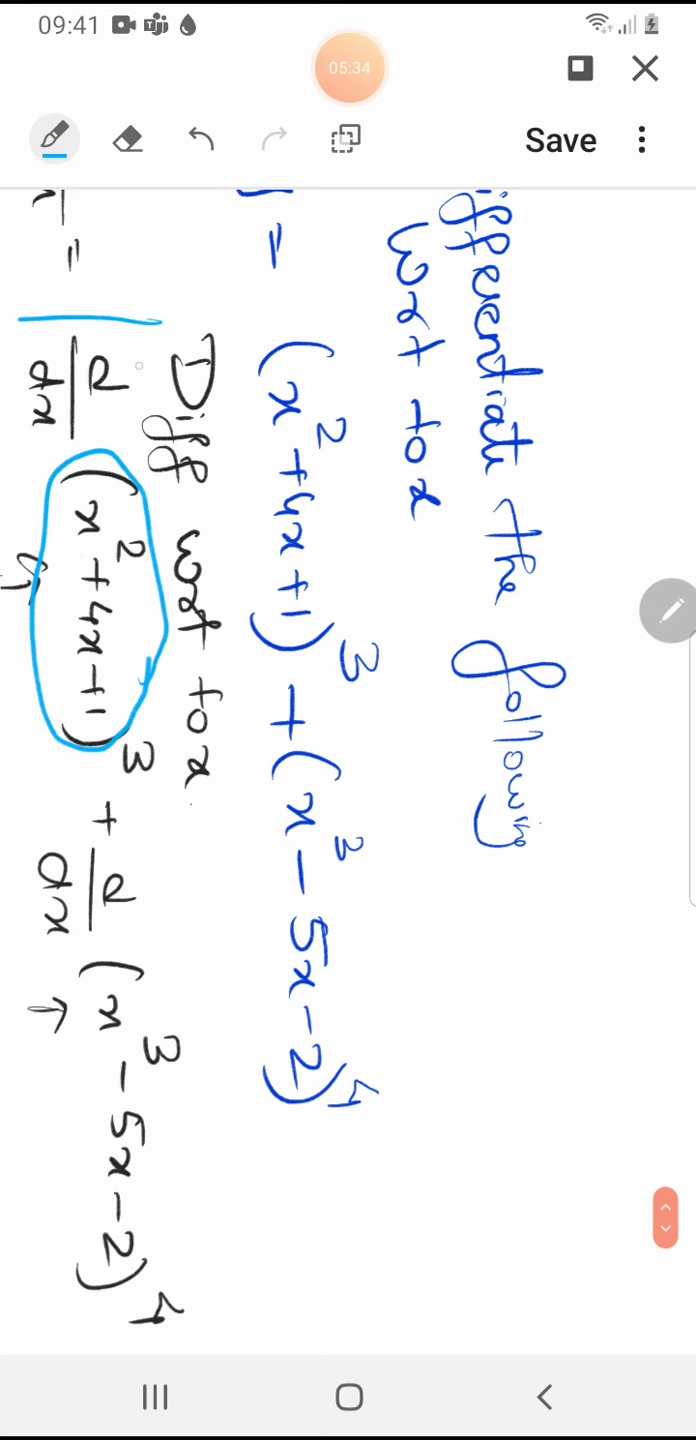 09:41
05:34
Save
ifferentiate the following
wrt to x
y = (x² + 4x + 1)³ + (x³ - 5x - 2)⁴
Diff wrt to x.
= d/dx (x² + 4x + 1)³ + d/dx (x³ - 5x - 2)⁴